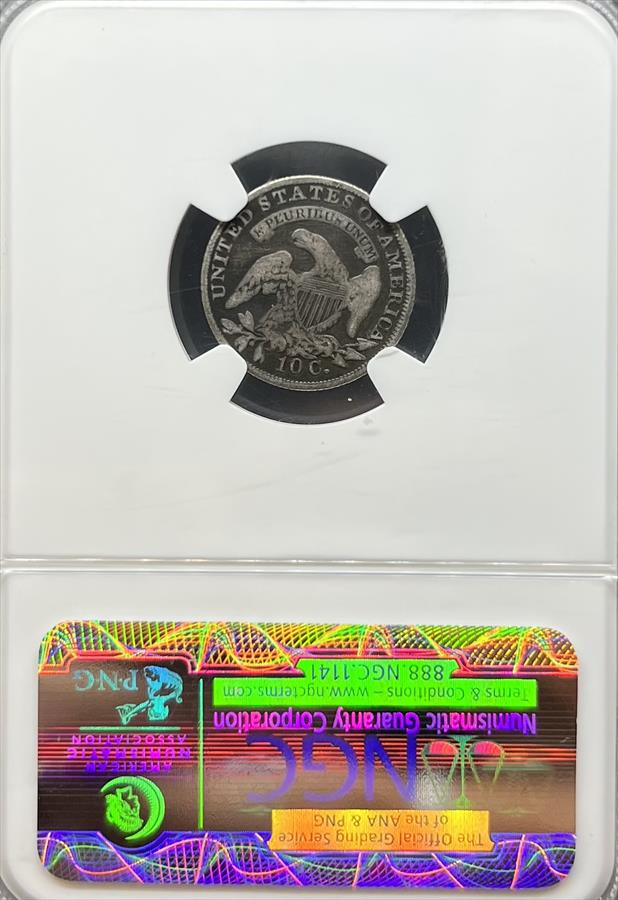 UNITED STATES OF AMERICA
E PLURIBUS UNUM
10 C.
The Official Grading Service
of the ANA & PNG
NGC
Numismatic Guaranty Corporation
Terms & Conditions – www.ngcterms.com
888.NGC.1141
AMERICAN
NUMISMATIC
ASSOCIATION
P·N·G